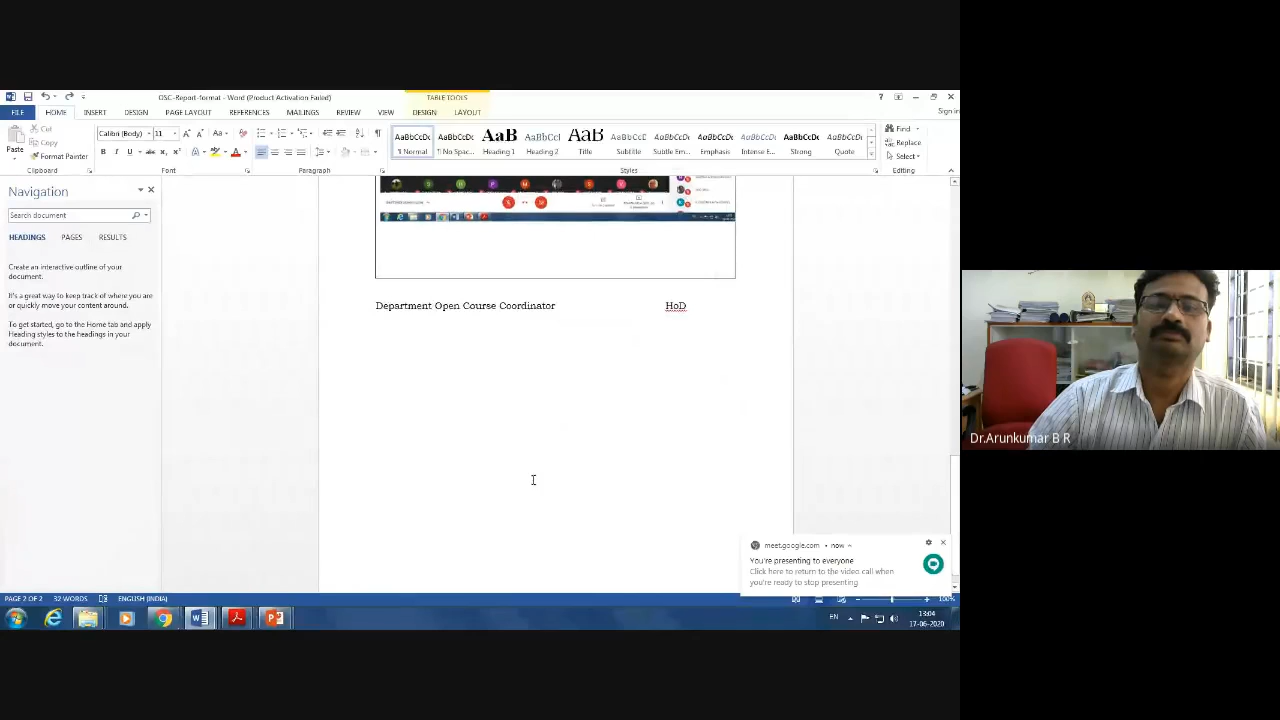 OSC-Report-format - Word (Product Activation Failed)
TABLE TOOLS
Sign in
FILE HOME INSERT DESIGN PAGE LAYOUT REFERENCES MAILINGS REVIEW VIEW DESIGN LAYOUT
Cut
Copy
Format Painter
Paste
Clipboard
Calibri (Body) 11
Font
Paragraph
AaBbCcDc AaBbCcDc AaB AaBbCcI AaB AaBbCcD AaBbCcDc AaBbCcDc AaBbCcDc AaBbCcDc AaBbCcDc
¶ Normal ¶ No Spac... Heading 1 Heading 2 Title Subtitle Subtle Em... Emphasis Intense E... Strong Quote
Styles
Find
Replace
Select
Editing
Navigation
Search document
HEADINGS PAGES RESULTS
Create an interactive outline of your
document.
It's a great way to keep track of where you are
or quickly move your content around.
To get started, go to the Home tab and apply
Heading styles to the headings in your
document.
Department Open Course Coordinator HoD
meet.google.com • now
You're presenting to everyone
Click here to return to the video call when
you're ready to stop presenting
PAGE 2 OF 2 32 WORDS ENGLISH (INDIA) 100%
EN 13:04
17-06-2020
Dr.Arunkumar B R